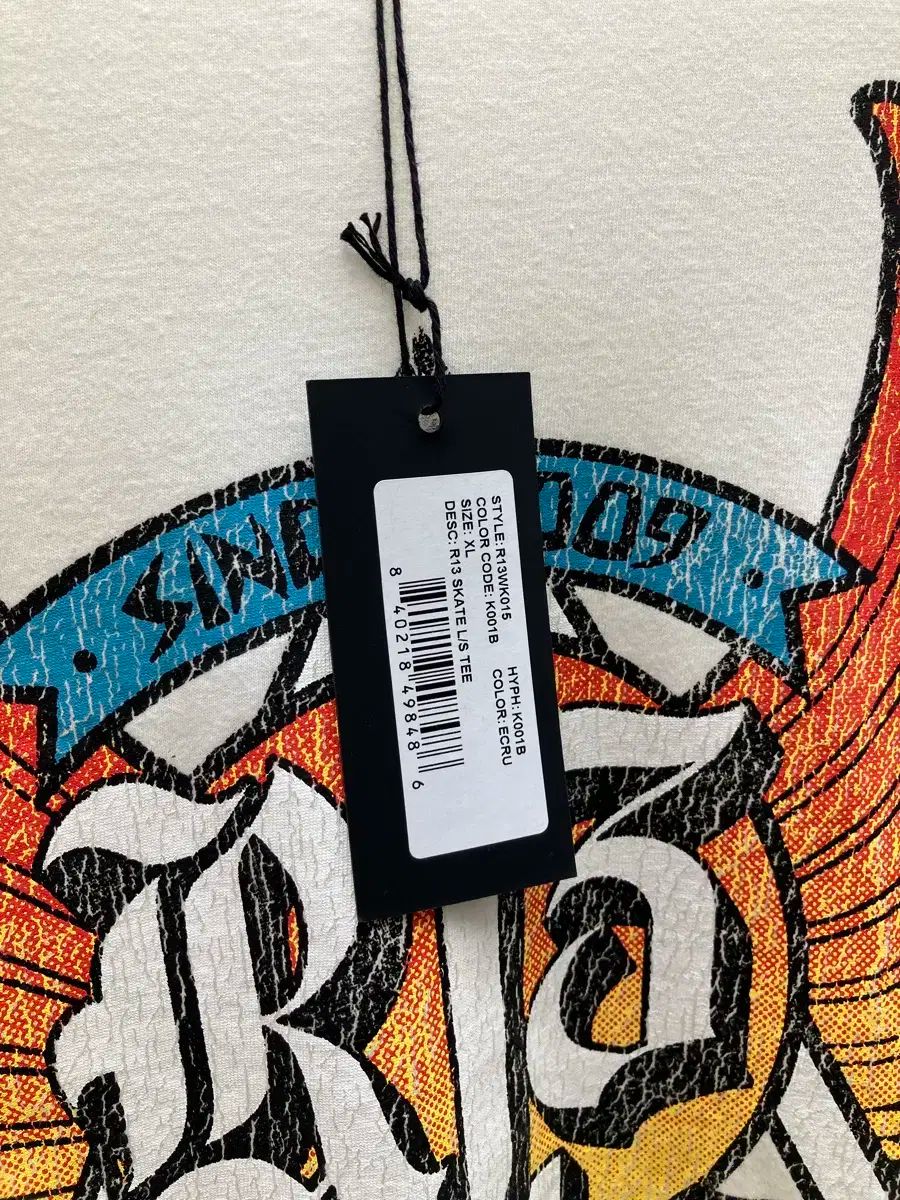 STYLE:R13WK015 HYPH:K001B
COLOR CODE:K001B COLOR:ECRU
SIZE: XL
DESC: R13 SKATE L/S TEE
8 40218 49848 6
R13